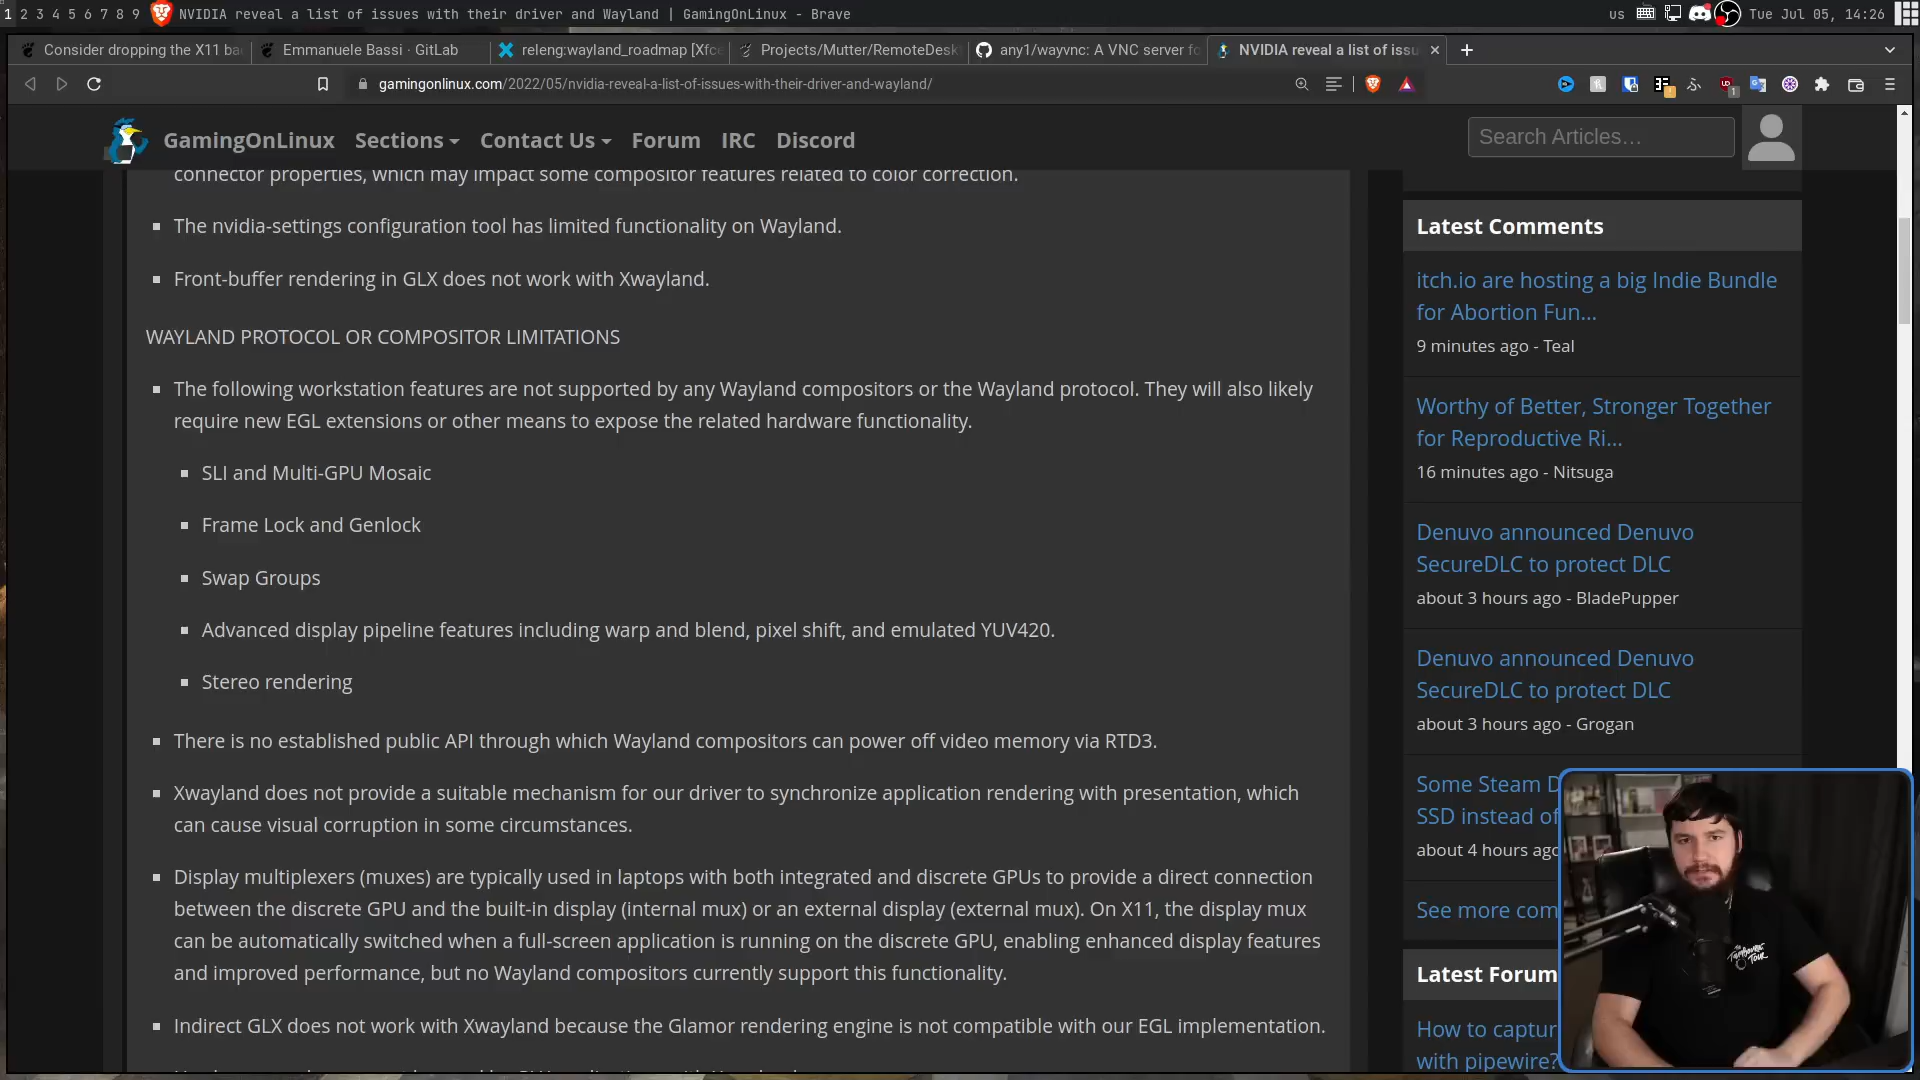 1 2 3 4 5 6 7 8 9 NVIDIA reveal a list of issues with their driver and Wayland | GamingOnLinux - Brave us Tue Jul 05, 14:26
Consider dropping the X11 ba Emmanuele Bassi · GitLab releng:wayland_roadmap [Xfce Projects/Mutter/RemoteDesk any1/wayvnc: A VNC server fo NVIDIA reveal a list of issu
gamingonlinux.com/2022/05/nvidia-reveal-a-list-of-issues-with-their-driver-and-wayland/
GamingOnLinux Sections Contact Us Forum IRC Discord Search Articles...
connector properties, which may impact some compositor features related to color correction.
The nvidia-settings configuration tool has limited functionality on Wayland.
Front-buffer rendering in GLX does not work with Xwayland.
WAYLAND PROTOCOL OR COMPOSITOR LIMITATIONS
The following workstation features are not supported by any Wayland compositors or the Wayland protocol. They will also likely
require new EGL extensions or other means to expose the related hardware functionality.
SLI and Multi-GPU Mosaic
Frame Lock and Genlock
Swap Groups
Advanced display pipeline features including warp and blend, pixel shift, and emulated YUV420.
Stereo rendering
There is no established public API through which Wayland compositors can power off video memory via RTD3.
Xwayland does not provide a suitable mechanism for our driver to synchronize application rendering with presentation, which
can cause visual corruption in some circumstances.
Display multiplexers (muxes) are typically used in laptops with both integrated and discrete GPUs to provide a direct connection
between the discrete GPU and the built-in display (internal mux) or an external display (external mux). On X11, the display mux
can be automatically switched when a full-screen application is running on the discrete GPU, enabling enhanced display features
and improved performance, but no Wayland compositors currently support this functionality.
Indirect GLX does not work with Xwayland because the Glamor rendering engine is not compatible with our EGL implementation.
Latest Comments
itch.io are hosting a big Indie Bundle
for Abortion Fun...
9 minutes ago - Teal
Worthy of Better, Stronger Together
for Reproductive Ri...
16 minutes ago - Nitsuga
Denuvo announced Denuvo
SecureDLC to protect DLC
about 3 hours ago - BladePupper
Denuvo announced Denuvo
SecureDLC to protect DLC
about 3 hours ago - Grogan
Some Steam D
SSD instead of
about 4 hours ago
See more com
Latest Forum
How to captur
with pipewire?